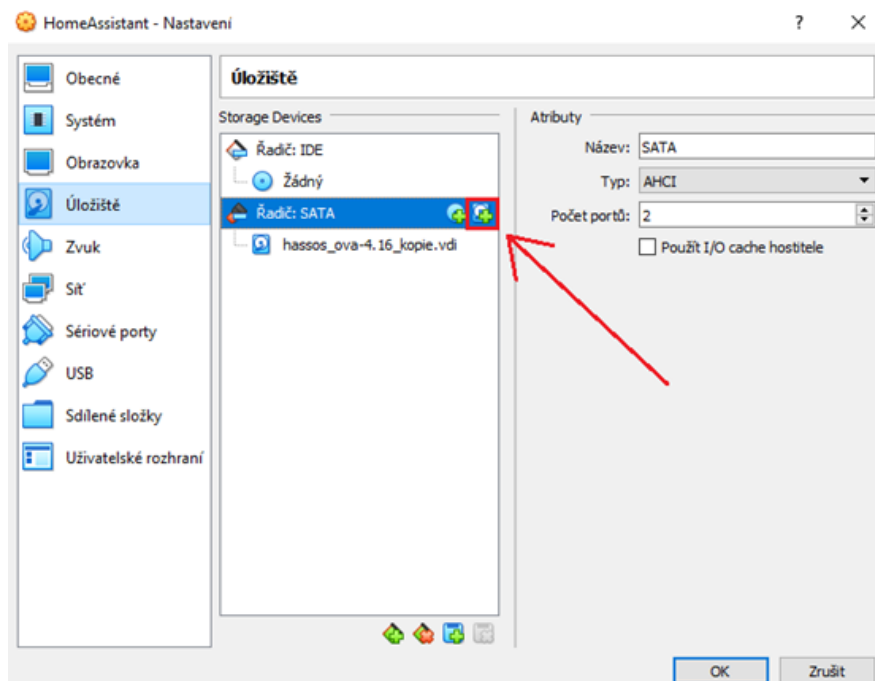 HomeAssistant - Nastavení
?
Obecné
Systém
Obrazovka
Úložiště
Zvuk
Síť
Sériové porty
USB
Sdílené složky
Uživatelské rozhraní
Úložiště
Storage Devices
Řadič: IDE
Žádný
Řadič: SATA
hassos_ova-4.16_kopie.vdi
Atributy
Název: SATA
Typ: AHCI
Počet portů: 2
Použít I/O cache hostitele
OK
Zrušit